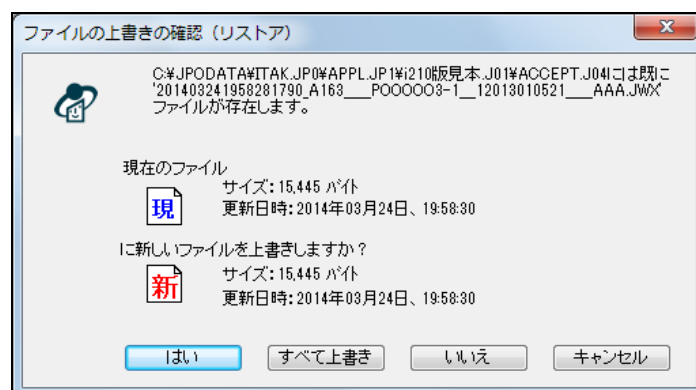 ファイルの上書きの確認（リストア）
C:¥JPODATA¥ITAK.JP0¥APPL.JP1¥i210版見本.J01¥ACCEPT.J04には既に
'201403241958281790_A163___POOOOO3-1__12013010521___AAA.JWX'
ファイルが存在します。
現在のファイル
現
サイズ：15,445 バイト
更新日時：2014年03月24日、19:58:30
に新しいファイルを上書きしますか？
新
サイズ：15,445 バイト
更新日時：2014年03月24日、19:58:30
はい
すべて上書き
いいえ
キャンセル